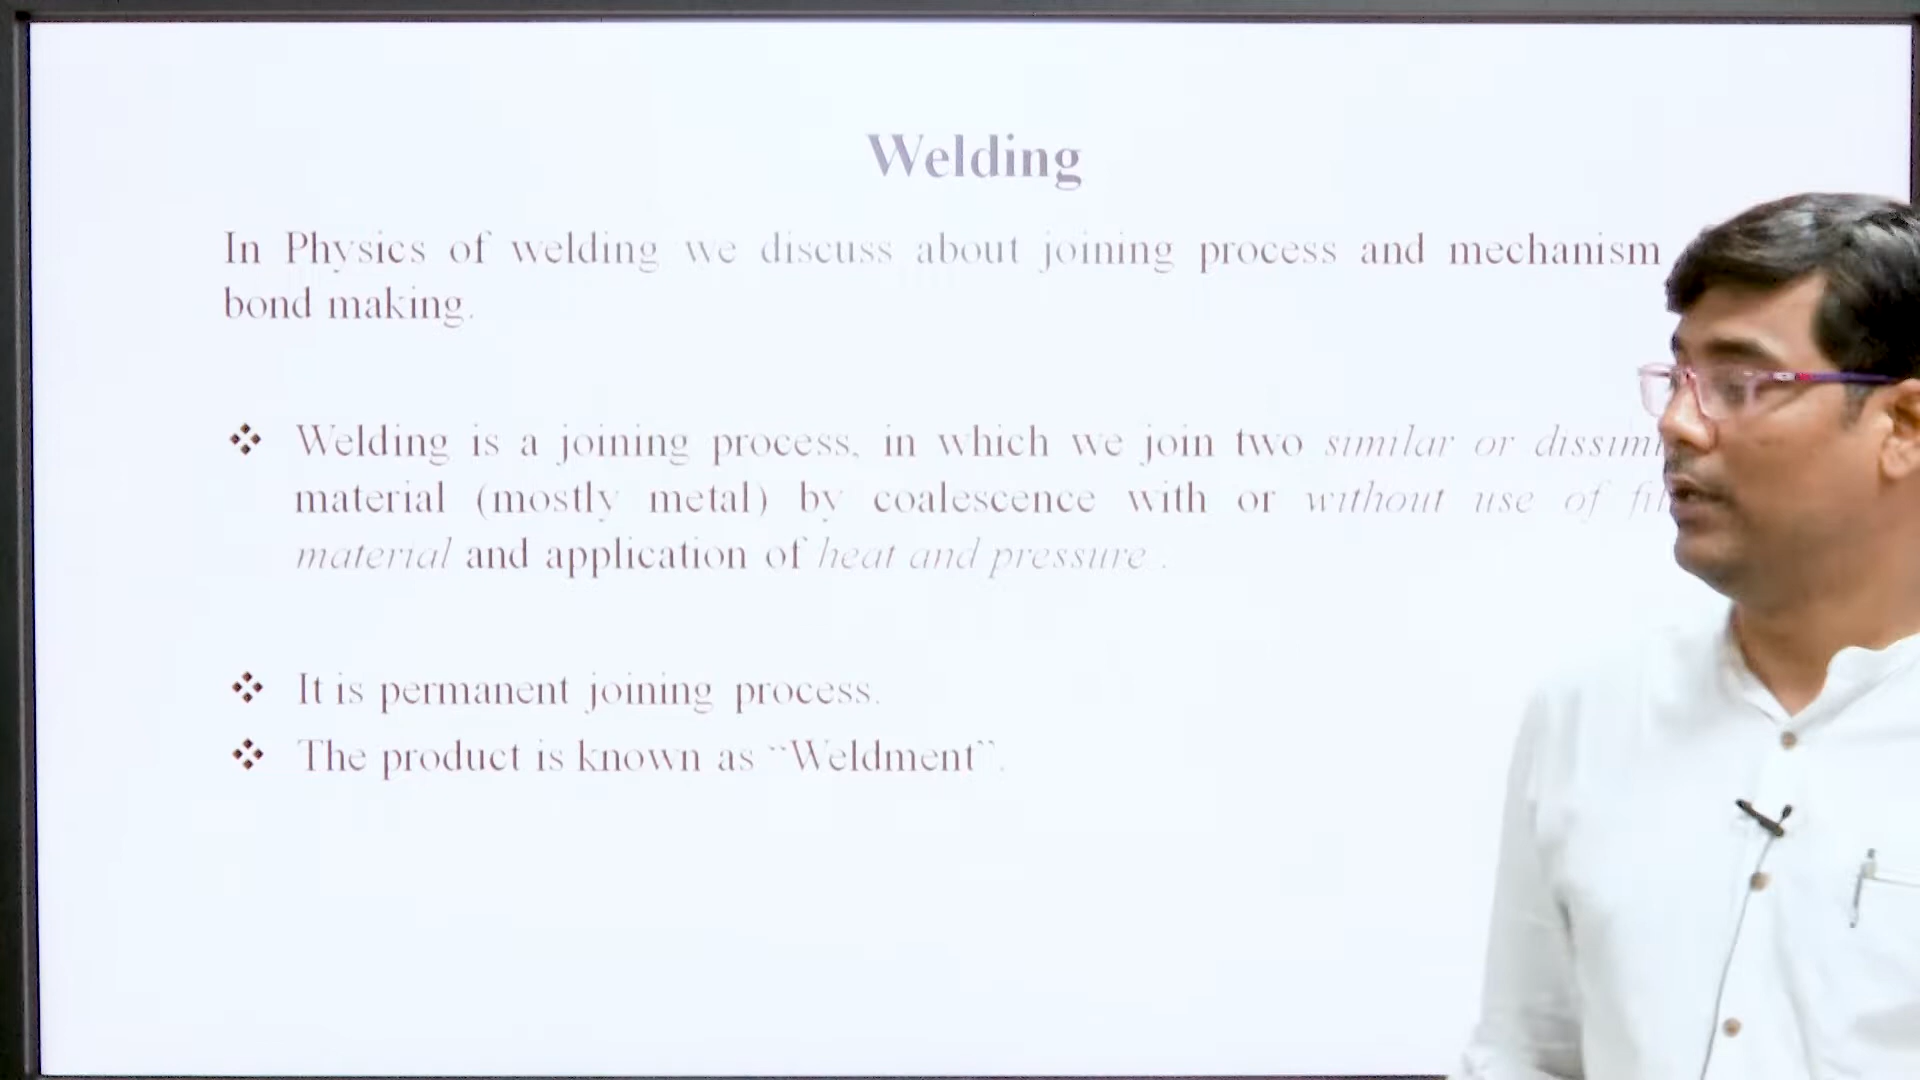 Welding
In Physics of welding we discuss about joining process and mechanism
bond making.
❖ Welding is a joining process, in which we join two similar or
material (mostly metal) by coalescence with or without use of
material and application of heat and pressure .
❖ It is permanent joining process.
❖ The product is known as “Weldment”.